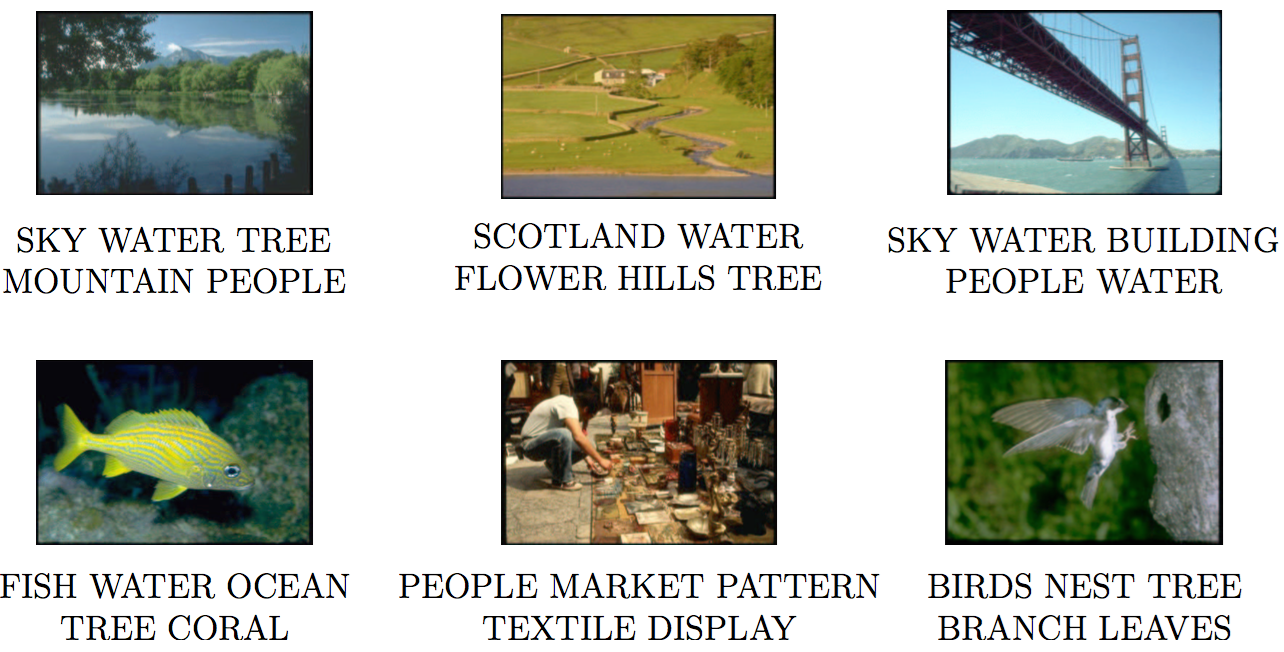 SKY WATER TREE
MOUNTAIN PEOPLE
SCOTLAND WATER
FLOWER HILLS TREE
SKY WATER BUILDING
PEOPLE WATER
FISH WATER OCEAN
TREE CORAL
PEOPLE MARKET PATTERN
TEXTILE DISPLAY
BIRDS NEST TREE
BRANCH LEAVES